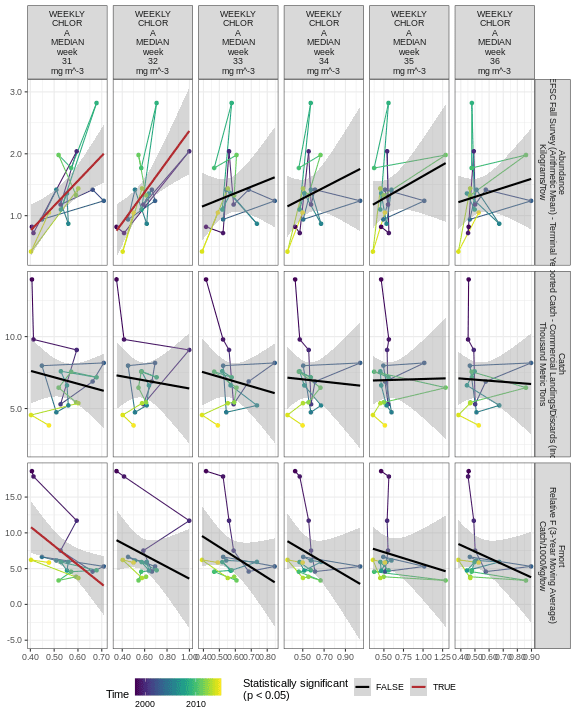 WEEKLY
CHLOR
A
MEDIAN
week
31
mg m^-3
WEEKLY
CHLOR
A
MEDIAN
week
32
mg m^-3
WEEKLY
CHLOR
A
MEDIAN
week
33
mg m^-3
WEEKLY
CHLOR
A
MEDIAN
week
34
mg m^-3
WEEKLY
CHLOR
A
MEDIAN
week
35
mg m^-3
WEEKLY
CHLOR
A
MEDIAN
week
36
mg m^-3
3.0
2.0
1.0
Abundance
Fall Survey (Arithmetic Mean) - Terminal
Kilograms/Tow
10.0
5.0
Catch
Catch - Commercial Landings/Discards
Thousand Metric Tons
15.0
10.0
5.0
0.0
-5.0
Fmort
Relative F (3-Year Moving Average)
Catch/1000/kg/tow
0.40 0.50 0.60 0.70
0.40 0.60 0.80 1.00
0.40 0.50 0.60 0.70 0.80
0.50 0.70 0.90
0.50 0.75 1.00 1.25
0.40 0.50 0.60 0.70 0.80 0.90
Time
2000 2010
Statistically significant
(p < 0.05)
FALSE
TRUE